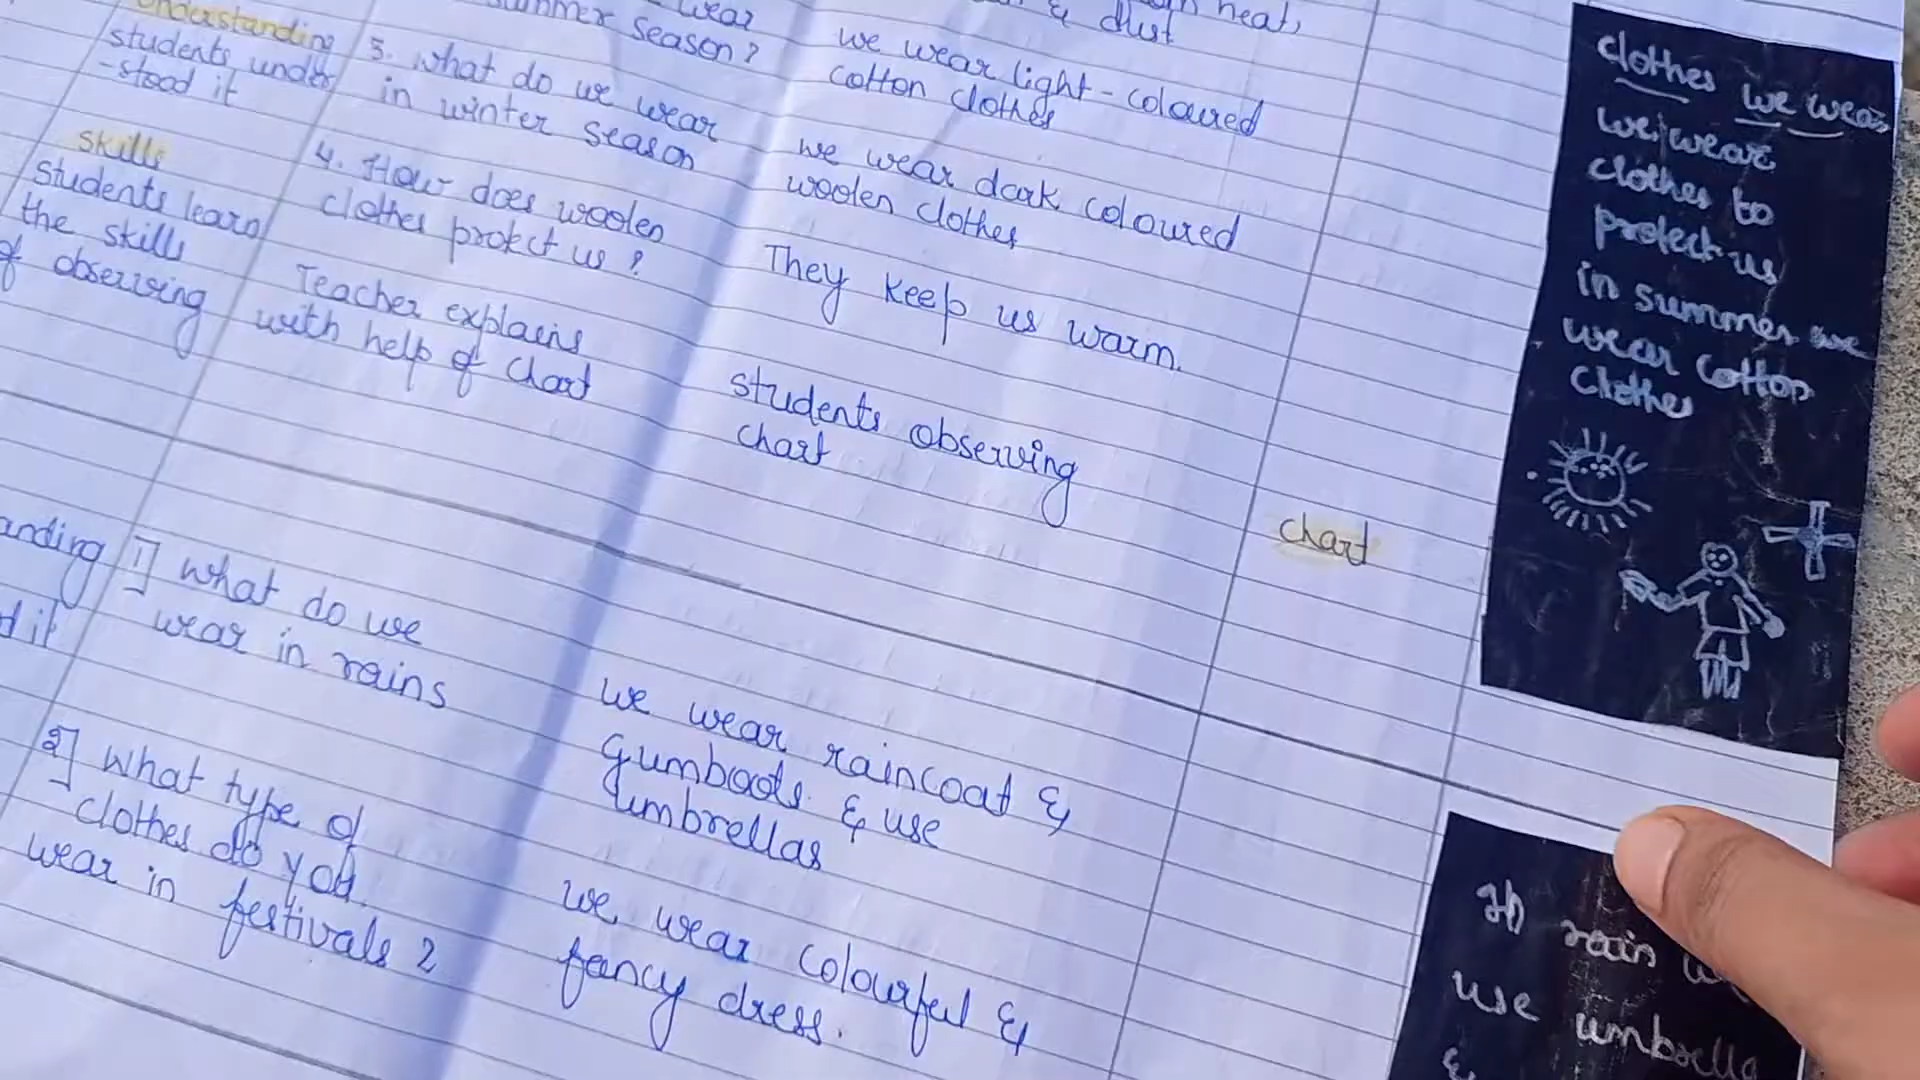 understanding
students under
-stood it
skills
students learn
the skills
of observing
anding
d it
wear
summer season?
3. what do we wear
in winter season
4. How does woolen
clothes protect us?
Teacher explains
with help of chart
1] what do we
wear in rains
2] what type of
clothes do you
wear in festivals ?
heat,
& dust
we wear light-coloured
cotton clothes
we wear dark coloured
woolen clothes
They keep us warm.
students observing
chart
we wear raincoat &
gumboots. & use
umbrellas
we wear colourful &
fancy dress.
chart
clothes we wear
we wear
clothes to
protect us
in summer we
wear cotton
clothes
rain
use umbrella
&